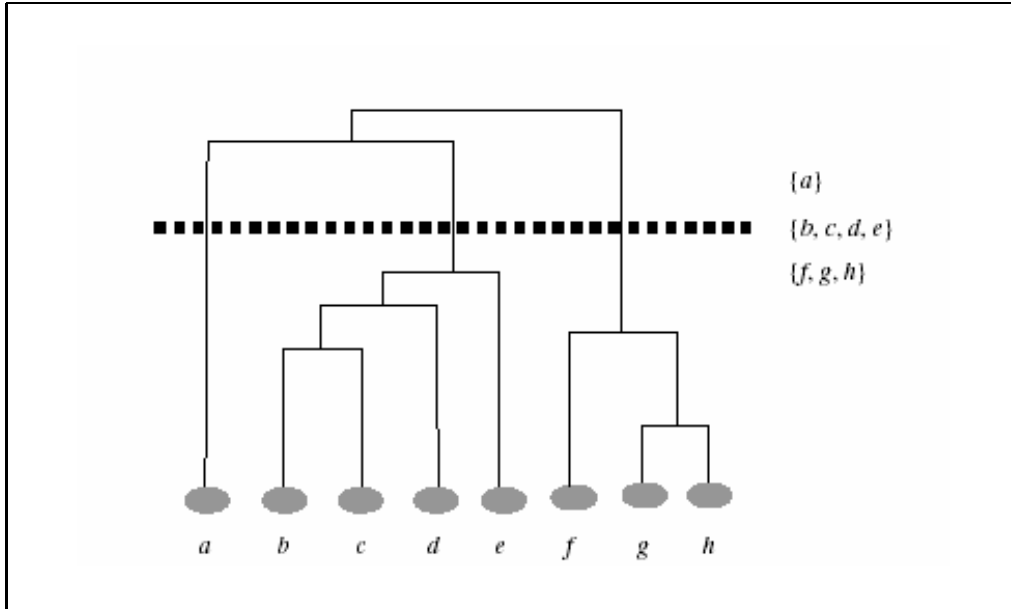 {a}
{b, c, d, e}
{f, g, h}
a b c d e f g h